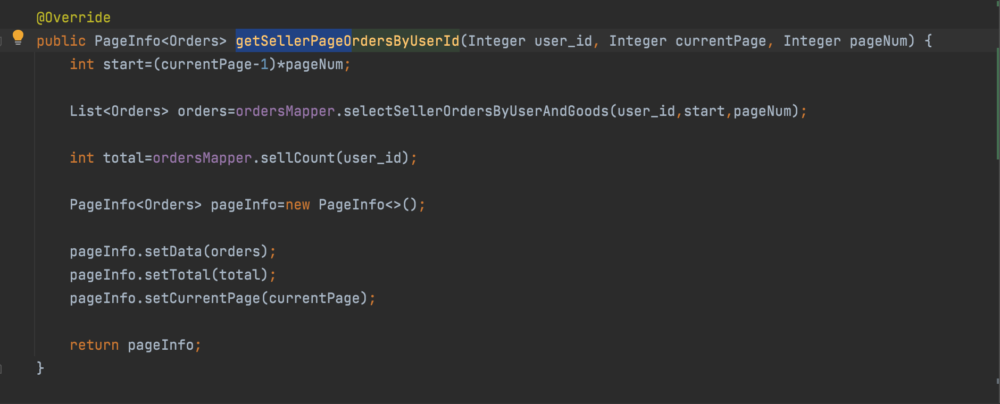 @Override
public PageInfo<Orders> getSellerPageOrdersByUserId(Integer user_id, Integer currentPage, Integer pageNum) {
int start=(currentPage-1)*pageNum;
List<Orders> orders=ordersMapper.selectSellerOrdersByUserAndGoods(user_id,start,pageNum);
int total=ordersMapper.sellCount(user_id);
PageInfo<Orders> pageInfo=new PageInfo<>();
pageInfo.setData(orders);
pageInfo.setTotal(total);
pageInfo.setCurrentPage(currentPage);
return pageInfo;
}